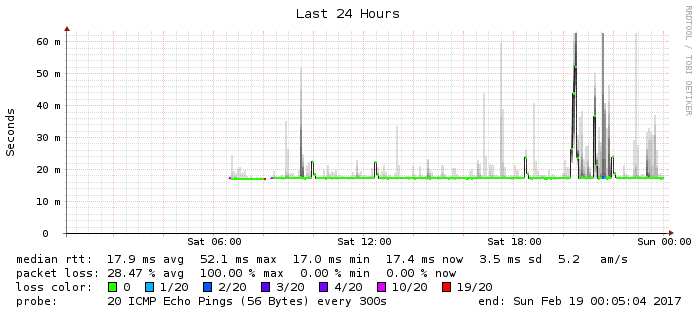 Last 24 Hours
RRDTOOL / TOBI OETIKER
Seconds
60 m
50 m
40 m
30 m
20 m
10 m
0
Sat 06:00 Sat 12:00 Sat 18:00 Sun 00:00
median rtt: 17.9 ms avg 52.1 ms max 17.0 ms min 17.4 ms now 3.5 ms sd 5.2 am/s
packet loss: 28.47 % avg 100.00 % max 0.00 % min 0.00 % now
loss color: 0 1/20 2/20 3/20 4/20 10/20 19/20
probe: 20 ICMP Echo Pings (56 Bytes) every 300s end: Sun Feb 19 00:05:04 2017